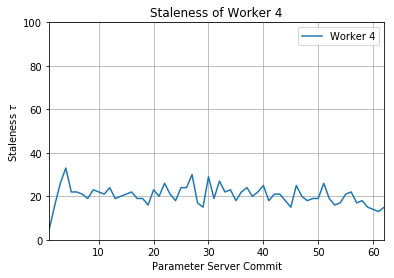 Staleness of Worker 4
Worker 4
Staleness τ
100
80
60
40
20
0
10 20 30 40 50 60
Parameter Server Commit